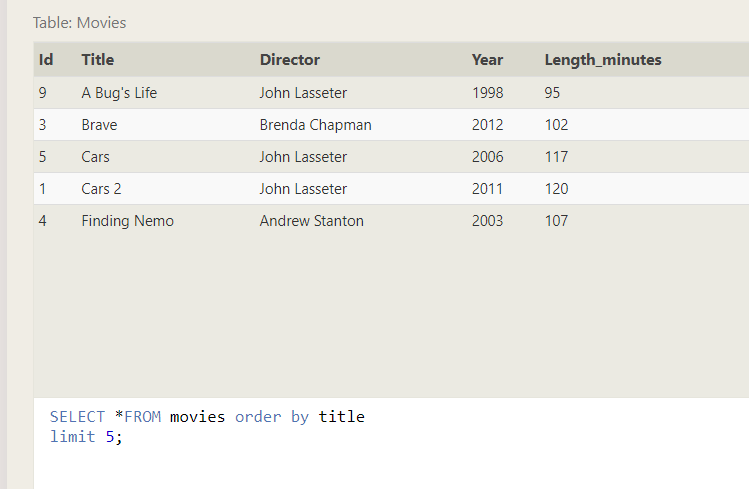 Table: Movies
Id Title Director Year Length_minutes
9 A Bug's Life John Lasseter 1998 95
3 Brave Brenda Chapman 2012 102
5 Cars John Lasseter 2006 117
1 Cars 2 John Lasseter 2011 120
4 Finding Nemo Andrew Stanton 2003 107
SELECT *FROM movies order by title
limit 5;